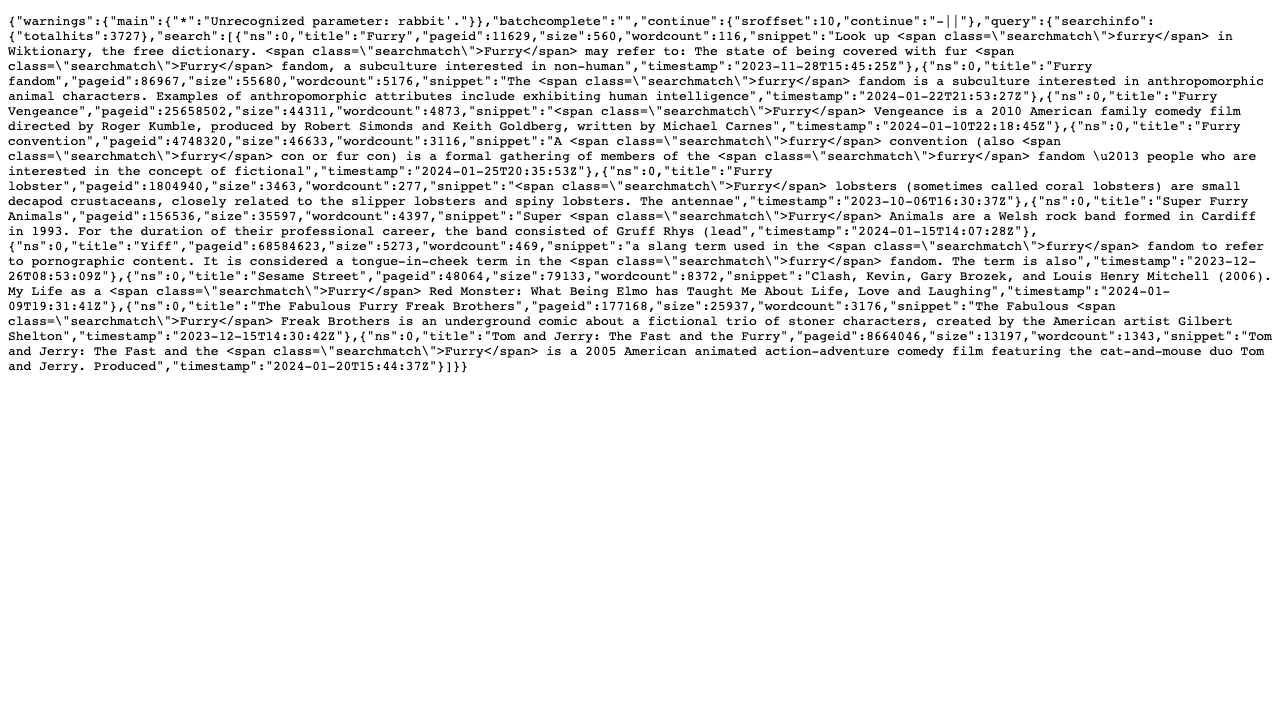 {"warnings":{"main":{"*":"Unrecognized parameter: rabbit'."}},"batchcomplete":"","continue":{"sroffset":10,"continue":"-||"},"query":{"searchinfo":
{"totalhits":3727},"search":[{"ns":0,"title":"Furry","pageid":11629,"size":560,"wordcount":116,"snippet":"Look up <span class=\"searchmatch\">furry</span> in
Wiktionary, the free dictionary. <span class=\"searchmatch\">Furry</span> may refer to: The state of being covered with fur <span
class=\"searchmatch\">Furry</span> fandom, a subculture interested in non-human","timestamp":"2023-11-28T15:45:25Z"},{"ns":0,"title":"Furry
fandom","pageid":86967,"size":55680,"wordcount":5176,"snippet":"The <span class=\"searchmatch\">furry</span> fandom is a subculture interested in anthropomorphic
animal characters. Examples of anthropomorphic attributes include exhibiting human intelligence","timestamp":"2024-01-22T21:53:27Z"},{"ns":0,"title":"Furry
Vengeance","pageid":25658502,"size":44311,"wordcount":4873,"snippet":"<span class=\"searchmatch\">Furry</span> Vengeance is a 2010 American family comedy film
directed by Roger Kumble, produced by Robert Simonds and Keith Goldberg, written by Michael Carnes","timestamp":"2024-01-10T22:18:45Z"},{"ns":0,"title":"Furry
convention","pageid":4748320,"size":46633,"wordcount":3116,"snippet":"A <span class=\"searchmatch\">furry</span> convention (also <span
class=\"searchmatch\">furry</span> con or fur con) is a formal gathering of members of the <span class=\"searchmatch\">furry</span> fandom \u2013 people who are
interested in the concept of fictional","timestamp":"2024-01-25T20:35:53Z"},{"ns":0,"title":"Furry
lobster","pageid":1804940,"size":3463,"wordcount":277,"snippet":"<span class=\"searchmatch\">Furry</span> lobsters (sometimes called coral lobsters) are small
decapod crustaceans, closely related to the slipper lobsters and spiny lobsters. The antennae","timestamp":"2023-10-06T16:30:37Z"},{"ns":0,"title":"Super Furry
Animals","pageid":156536,"size":35597,"wordcount":4397,"snippet":"Super <span class=\"searchmatch\">Furry</span> Animals are a Welsh rock band formed in Cardiff
in 1993. For the duration of their professional career, the band consisted of Gruff Rhys (lead","timestamp":"2024-01-15T14:07:28Z"},
{"ns":0,"title":"Yiff","pageid":68584623,"size":5273,"wordcount":469,"snippet":"a slang term used in the <span class=\"searchmatch\">furry</span> fandom to refer
to pornographic content. It is considered a tongue-in-cheek term in the <span class=\"searchmatch\">furry</span> fandom. The term is also","timestamp":"2023-12-
26T08:53:09Z"},{"ns":0,"title":"Sesame Street","pageid":48064,"size":79133,"wordcount":8372,"snippet":"Clash, Kevin, Gary Brozek, and Louis Henry Mitchell (2006).
My Life as a <span class=\"searchmatch\">Furry</span> Red Monster: What Being Elmo has Taught Me About Life, Love and Laughing","timestamp":"2024-01-
09T19:31:41Z"},{"ns":0,"title":"The Fabulous Furry Freak Brothers","pageid":177168,"size":25937,"wordcount":3176,"snippet":"The Fabulous <span
class=\"searchmatch\">Furry</span> Freak Brothers is an underground comic about a fictional trio of stoner characters, created by the American artist Gilbert
Shelton","timestamp":"2023-12-15T14:30:42Z"},{"ns":0,"title":"Tom and Jerry: The Fast and the Furry","pageid":8664046,"size":13197,"wordcount":1343,"snippet":"Tom
and Jerry: The Fast and the <span class=\"searchmatch\">Furry</span> is a 2005 American animated action-adventure comedy film featuring the cat-and-mouse duo Tom
and Jerry. Produced","timestamp":"2024-01-20T15:44:37Z"}]}}